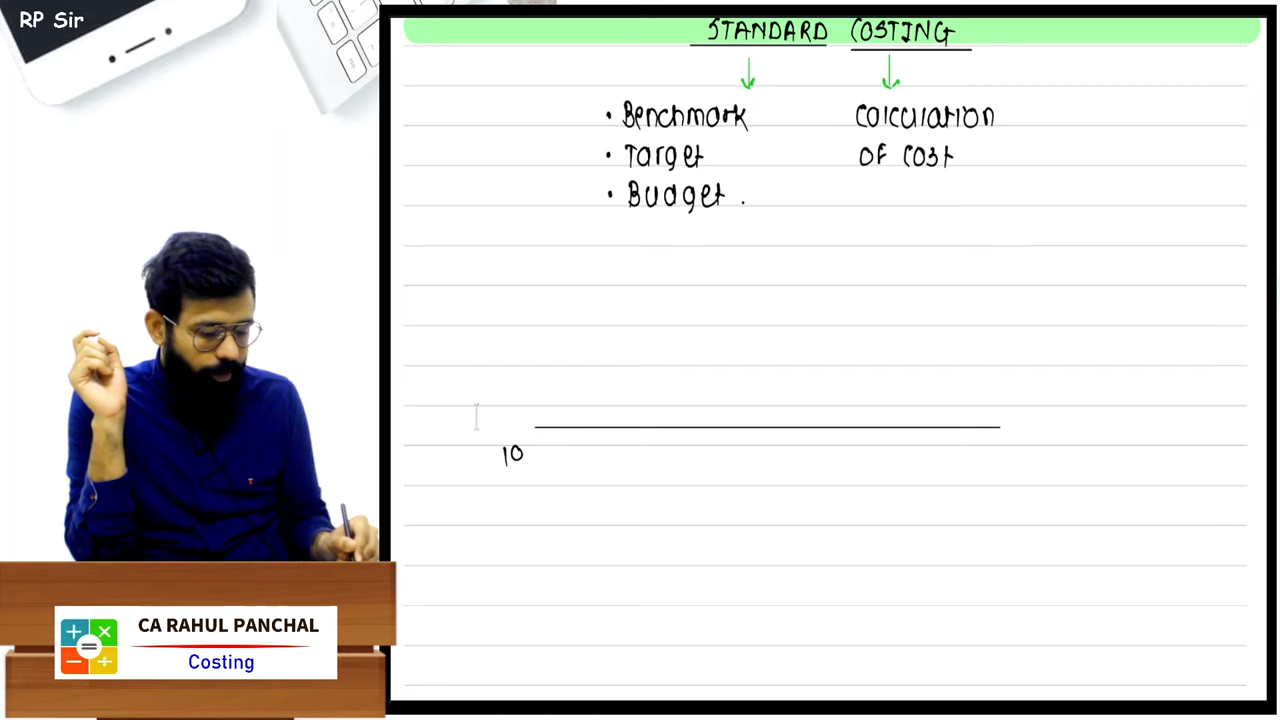 RP Sir
STANDARD COSTING
• Benchmark
• Target
• Budget .
Calculation
OF Cost
10
CA RAHUL PANCHAL
Costing